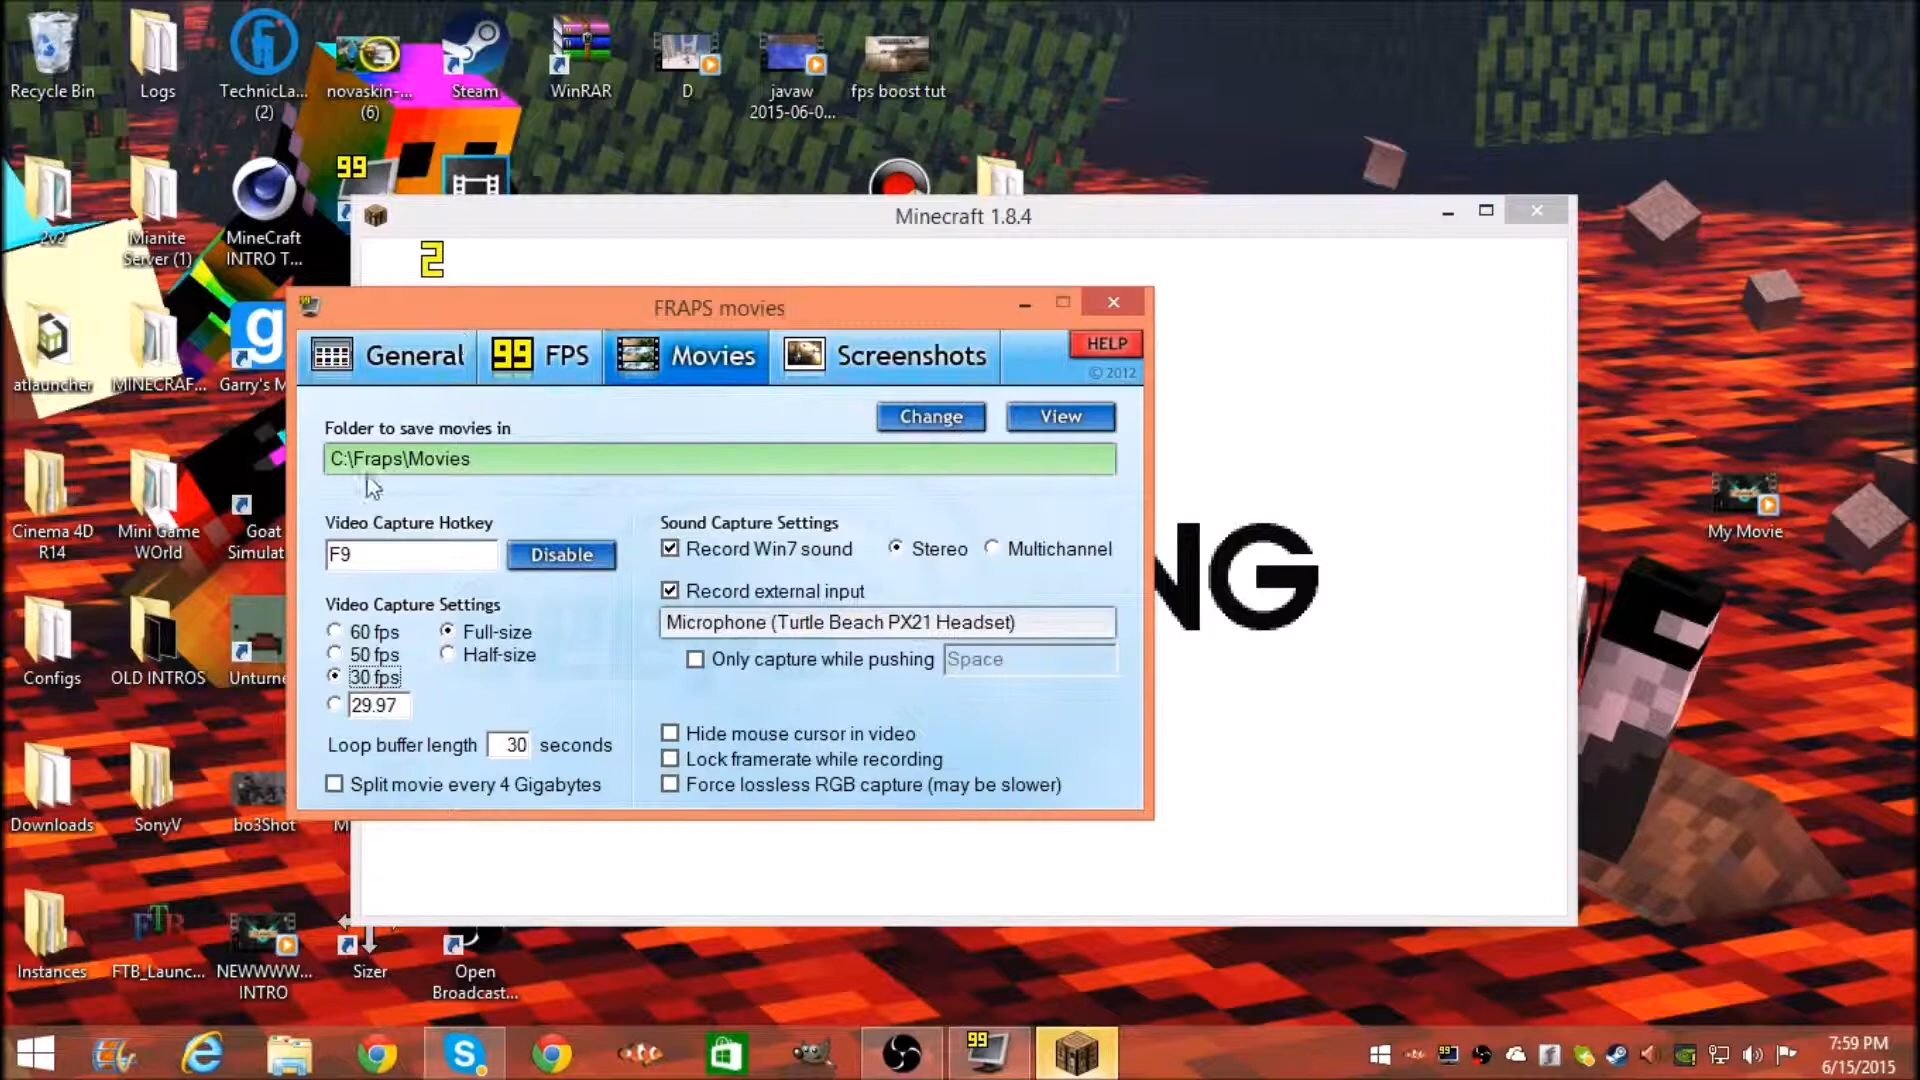 Recycle Bin
Logs
TechnicLa...
(2)
novaskin-...
(6)
Steam
WinRAR
D
javaw
2015-06-0...
fps boost tut
99
2v2
Mianite
Server (1)
MineCraft
INTRO T...
Minecraft 1.8.4
2
FRAPS movies
General
99 FPS
Movies
Screenshots
HELP
© 2012
atlauncher
MINECRAF...
Garry's M
Folder to save movies in
Change
View
C:\Fraps\Movies
Cinema 4D
R14
Mini Game
WOrld
Goat
Simulat
My Movie
Video Capture Hotkey
F9
Disable
Sound Capture Settings
Record Win7 sound
Stereo
Multichannel
Record external input
Microphone (Turtle Beach PX21 Headset)
Only capture while pushing
Space
NG
Video Capture Settings
60 fps
Full-size
50 fps
Half-size
30 fps
29.97
Configs
OLD INTROS
Unturne
Loop buffer length 30 seconds
Split movie every 4 Gigabytes
Hide mouse cursor in video
Lock framerate while recording
Force lossless RGB capture (may be slower)
Downloads
SonyV
bo3Shot
M
Instances
FTB_Launc...
NEWWWW...
INTRO
Sizer
Open
Broadcast...
99
7:59 PM
6/15/2015